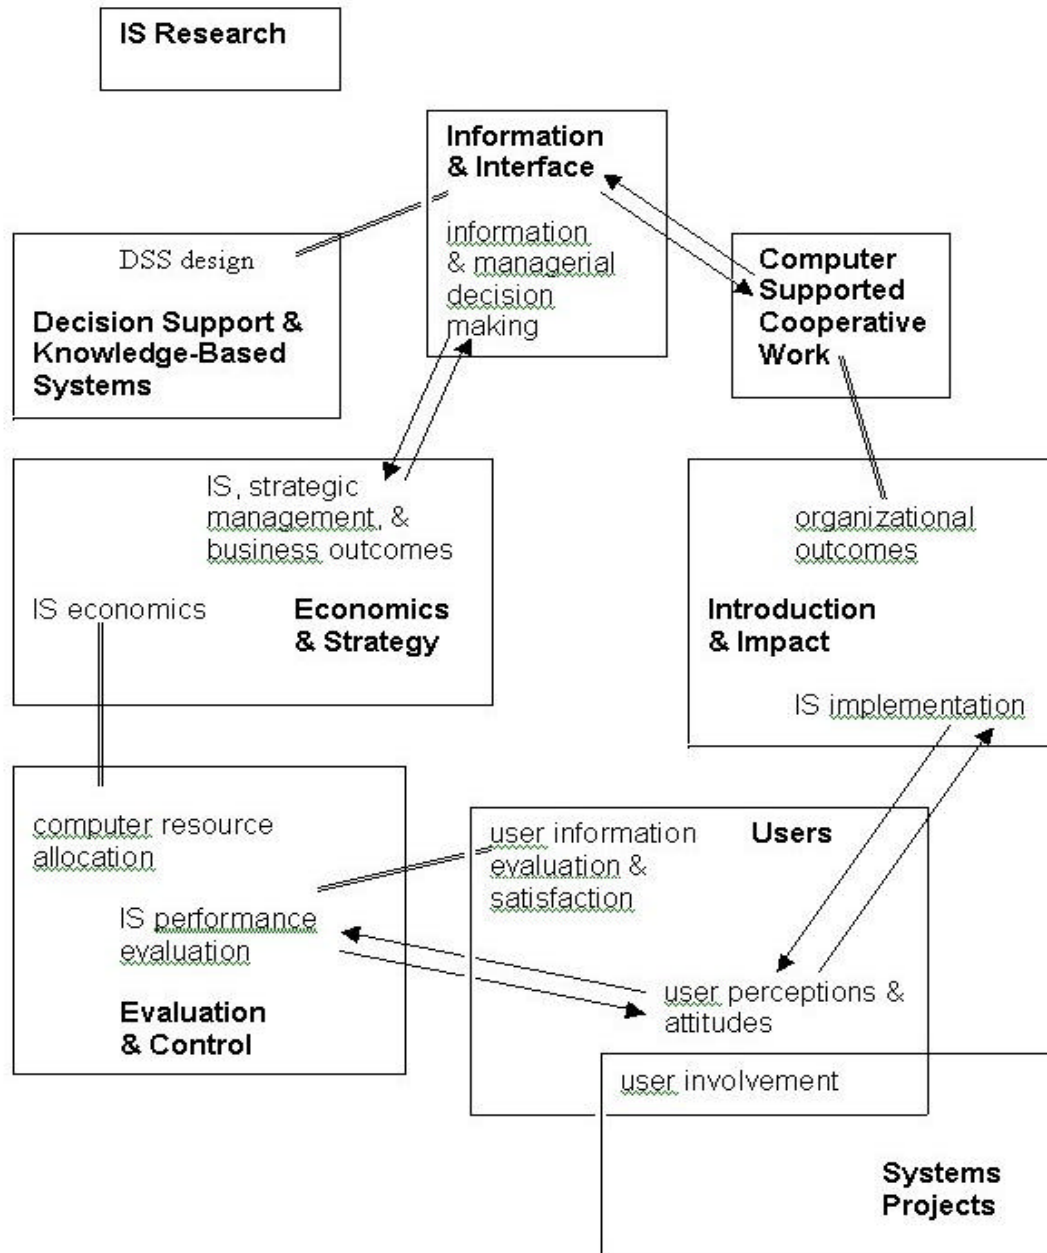 IS Research
Information
& Interface
information
& managerial
decision
making
DSS design
Decision Support &
Knowledge-Based
Systems
Computer
Supported
Cooperative
Work
IS, strategic
management, &
business outcomes
IS economics
Economics
& Strategy
organizational
outcomes
Introduction
& Impact
IS implementation
computer resource
allocation
IS performance
evaluation
Evaluation
& Control
user information
evaluation &
satisfaction
Users
user perceptions &
attitudes
user involvement
Systems
Projects